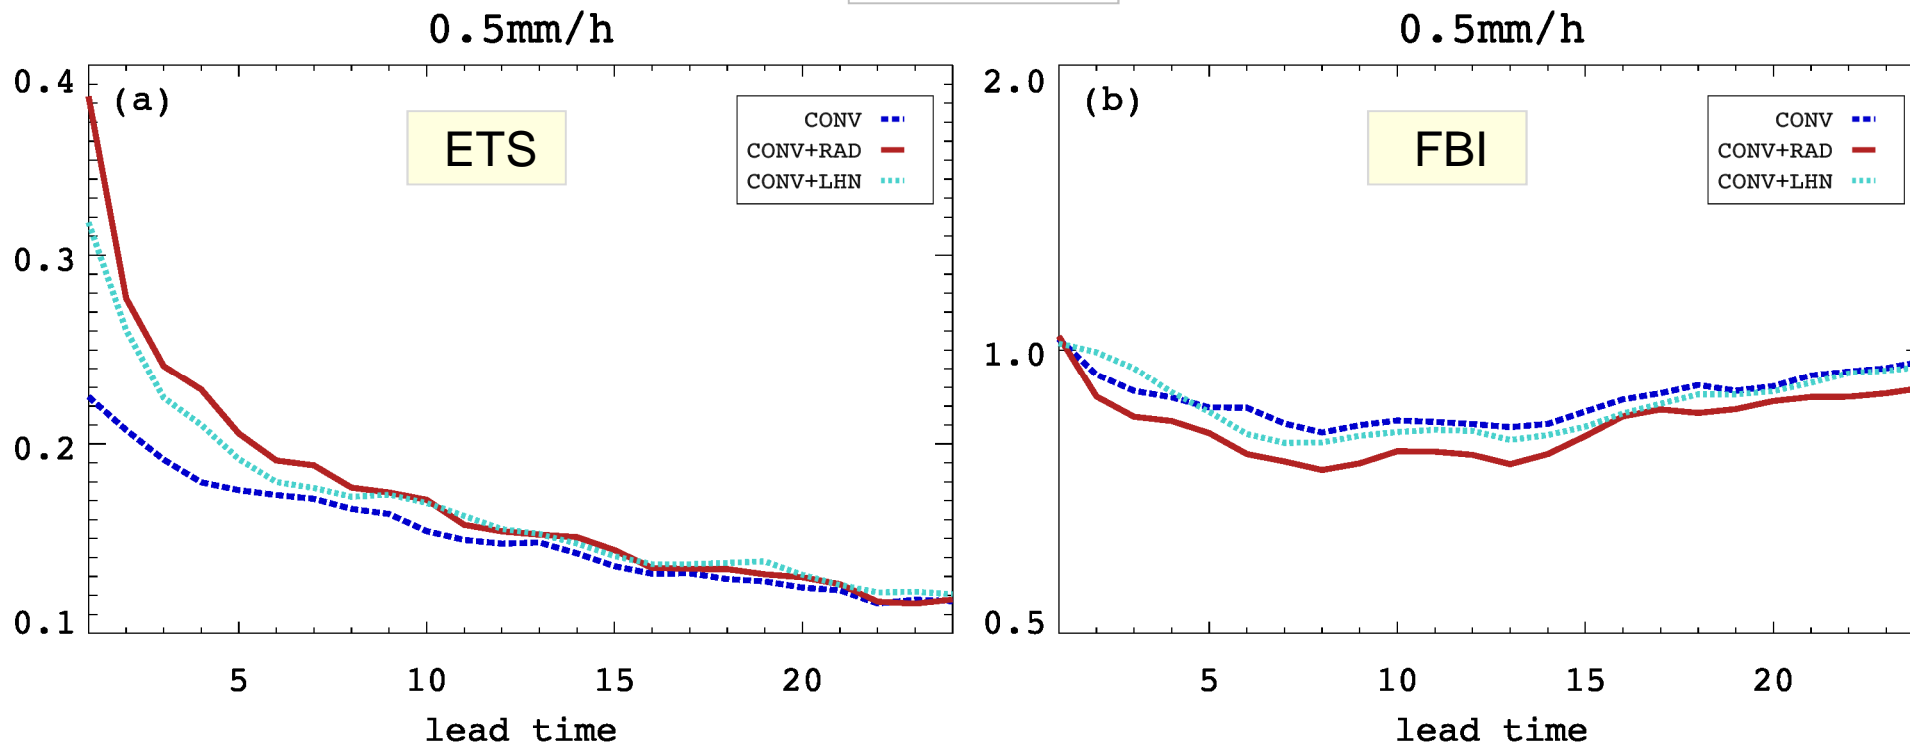 0.5mm/h
(a)
ETS
CONV
CONV+RAD
CONV+LHN
0.4
0.3
0.2
0.1
5 10 15 20
lead time
0.5mm/h
(b)
FBI
CONV
CONV+RAD
CONV+LHN
2.0
1.0
0.5
5 10 15 20
lead time